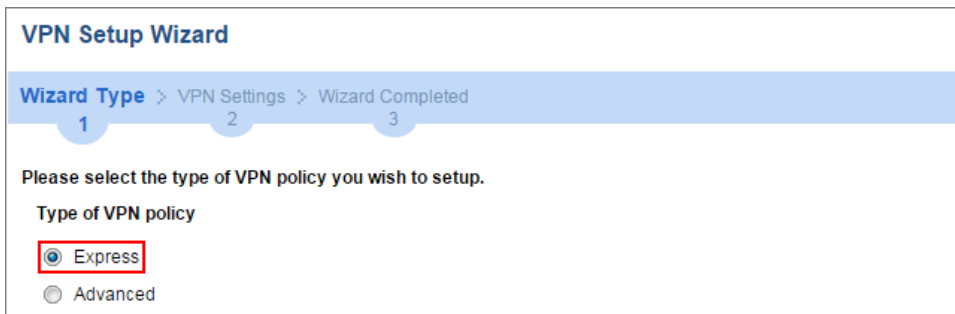 VPN Setup Wizard
Wizard Type > VPN Settings > Wizard Completed
1 2 3
Please select the type of VPN policy you wish to setup.
Type of VPN policy
Express
Advanced